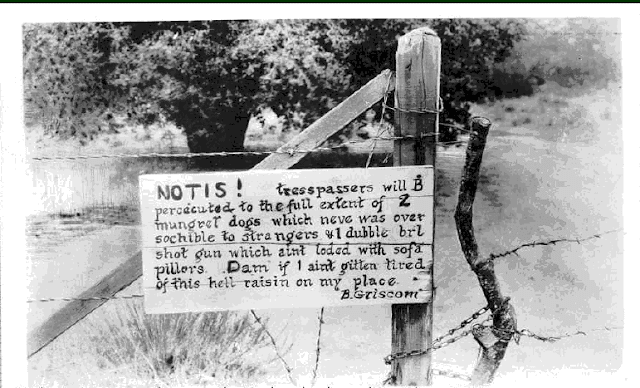 NOTIS! tresspassers will B
percecuted to the full extent of 2
mungrel dogs which neve was over
sochible to strangers & 1 dubble brl
shot gun which aint loded with sofa
pillors. Dam if I aint gitten tired
of this hell raisin on my place
B. Griscom